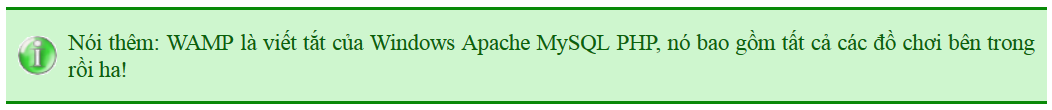 Nói thêm: WAMP là viết tắt của Windows Apache MySQL PHP, nó bao gồm tất cả các đồ chơi bên trong
rồi ha!